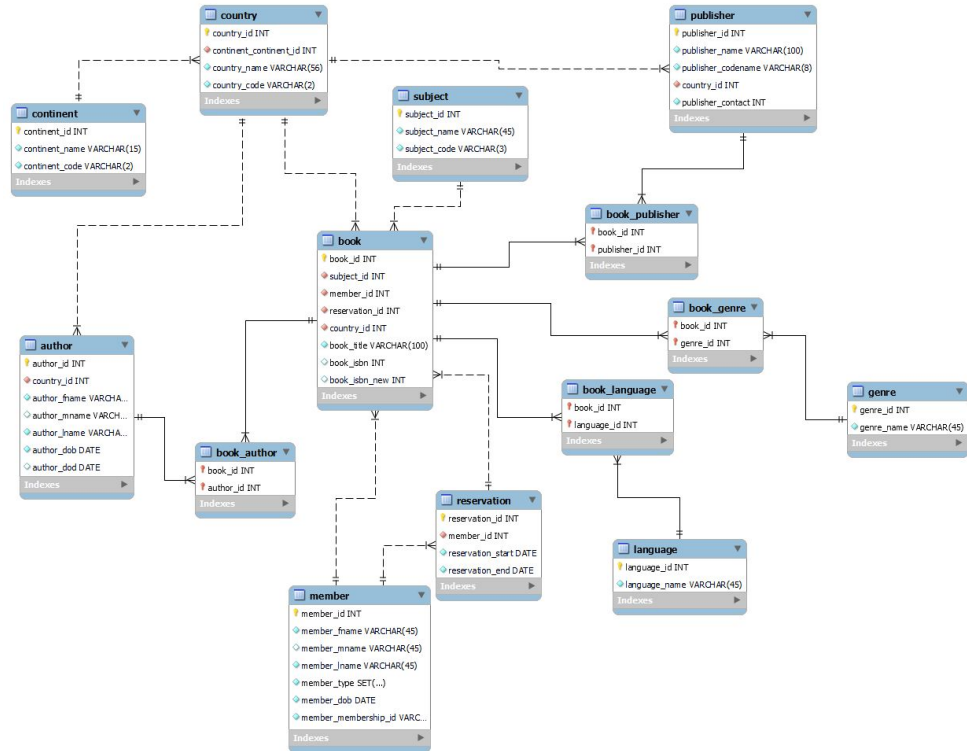 country
country_id INT
continent_continent_id INT
country_name VARCHAR(56)
country_code VARCHAR(2)
Indexes
publisher
publisher_id INT
publisher_name VARCHAR(100)
publisher_codename VARCHAR(8)
country_id INT
publisher_contact INT
Indexes
continent
continent_id INT
continent_name VARCHAR(15)
continent_code VARCHAR(2)
Indexes
subject
subject_id INT
subject_name VARCHAR(45)
subject_code VARCHAR(3)
Indexes
book_publisher
book_id INT
publisher_id INT
Indexes
book
book_id INT
subject_id INT
member_id INT
reservation_id INT
country_id INT
book_title VARCHAR(100)
book_isbn INT
book_isbn_new INT
Indexes
book_genre
book_id INT
genre_id INT
Indexes
author
author_id INT
country_id INT
author_fname VARCHA...
author_mname VARCH...
author_lname VARCHA...
author_dob DATE
author_dod DATE
Indexes
book_language
book_id INT
language_id INT
Indexes
genre
genre_id INT
genre_name VARCHAR(45)
Indexes
book_author
book_id INT
author_id INT
Indexes
reservation
reservation_id INT
member_id INT
reservation_start DATE
reservation_end DATE
Indexes
language
language_id INT
language_name VARCHAR(45)
Indexes
member
member_id INT
member_fname VARCHAR(45)
member_mname VARCHAR(45)
member_lname VARCHAR(45)
member_type SET(...)
member_dob DATE
member_membership_id VARC...
Indexes